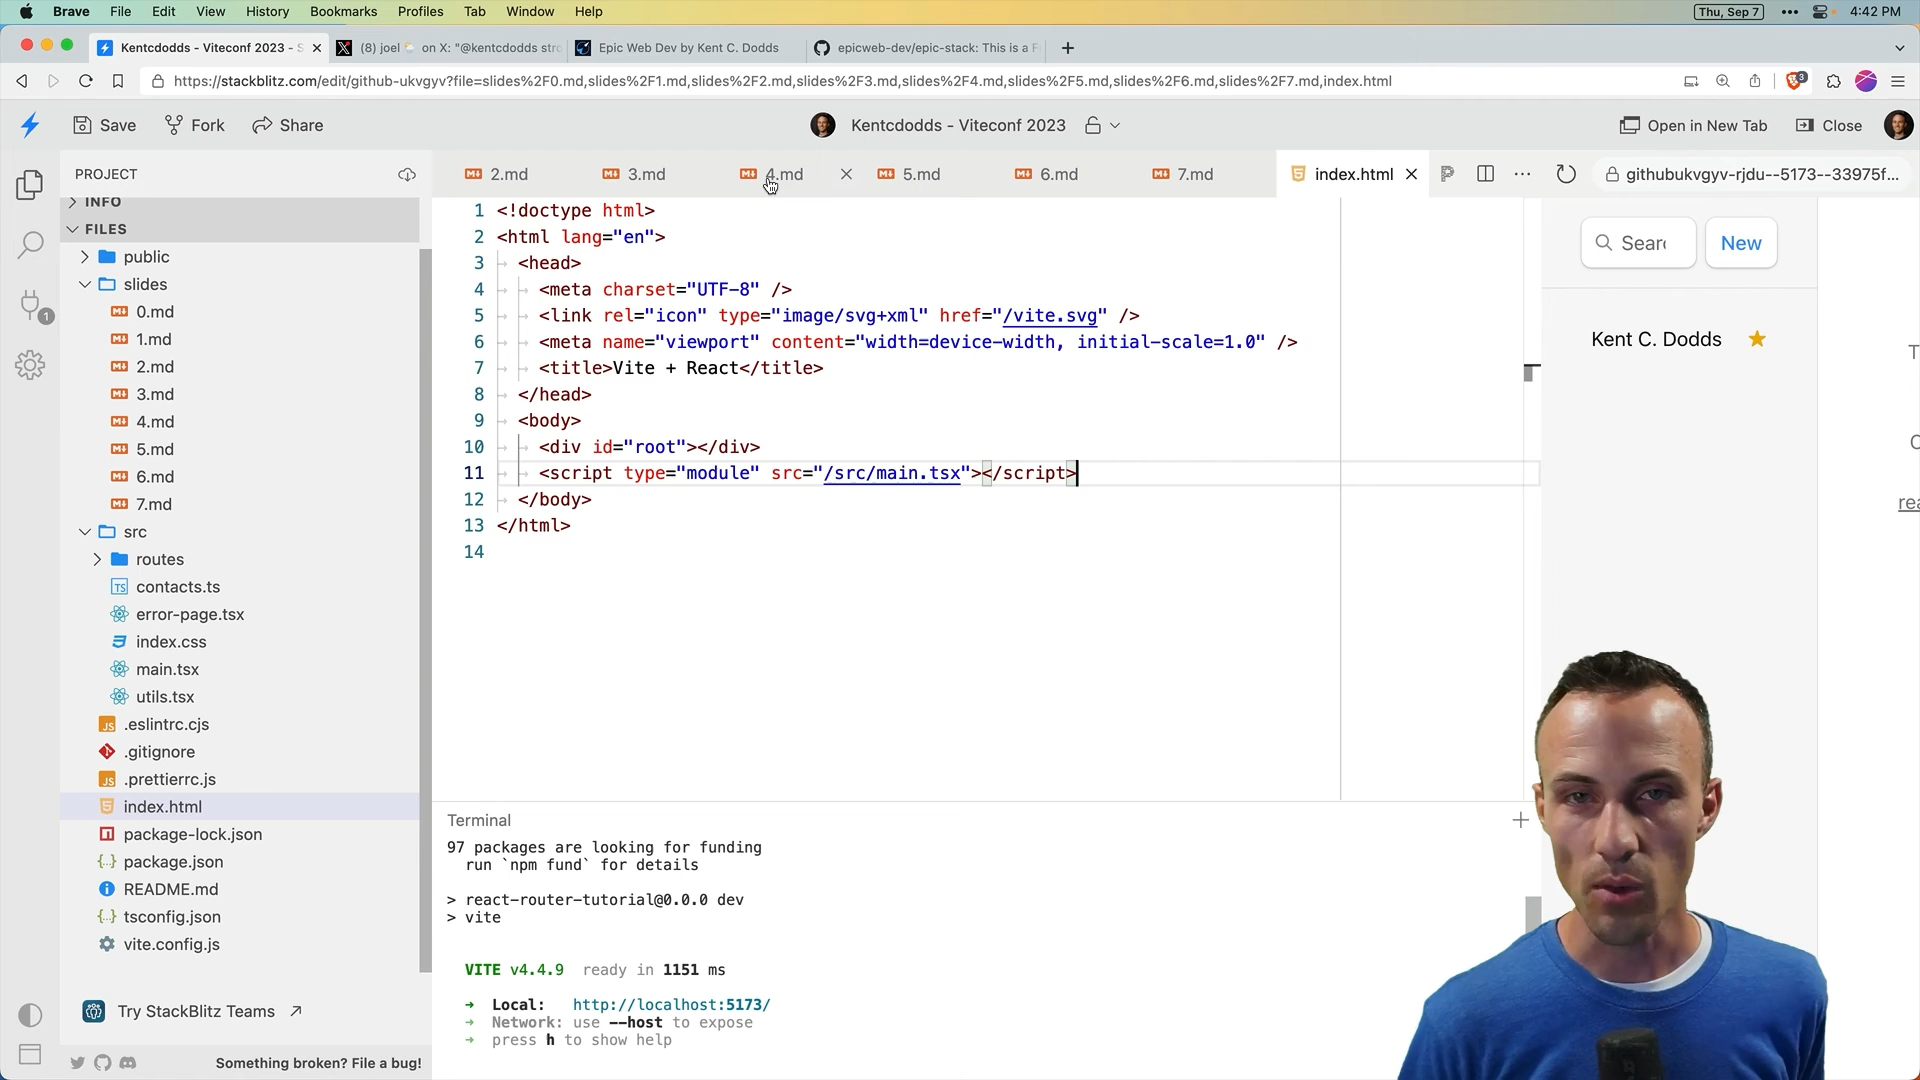 Brave File Edit View History Bookmarks Profiles Tab Window Help Thu, Sep 7 4:42 PM
Kentcdodds - Viteconf 2023 - S
(8) joel on X: "@kentcdodds stro
Epic Web Dev by Kent C. Dodds
epicweb-dev/epic-stack: This is a F
https://stackblitz.com/edit/github-ukvgyv?file=slides%2F0.md,slides%2F1.md,slides%2F2.md,slides%2F3.md,slides%2F4.md,slides%2F5.md,slides%2F6.md,slides%2F7.md,index.html
3
Save Fork Share
Kentcdodds - Viteconf 2023
Open in New Tab Close
PROJECT
2.md 3.md 4.md 5.md 6.md 7.md index.html
githubukvgyv-rjdu--5173--33975f...
INFO
FILES
public
slides
0.md
1.md
2.md
3.md
4.md
5.md
6.md
7.md
src
routes
contacts.ts
error-page.tsx
index.css
main.tsx
utils.tsx
.eslintrc.cjs
.gitignore
.prettierrc.js
index.html
package-lock.json
package.json
README.md
tsconfig.json
vite.config.js
1
Try StackBlitz Teams
Something broken? File a bug!
1 <!doctype html>
2 <html lang="en">
3 <head>
4 <meta charset="UTF-8" />
5 <link rel="icon" type="image/svg+xml" href="/vite.svg" />
6 <meta name="viewport" content="width=device-width, initial-scale=1.0" />
7 <title>Vite + React</title>
8 </head>
9 <body>
10 <div id="root"></div>
11 <script type="module" src="/src/main.tsx"></script>
12 </body>
13 </html>
14
Terminal
97 packages are looking for funding
run `npm fund` for details
> react-router-tutorial@0.0.0 dev
> vite
VITE v4.4.9 ready in 1151 ms
➜ Local: http://localhost:5173/
➜ Network: use --host to expose
➜ press h to show help
Sear
New
Kent C. Dodds
T
rea